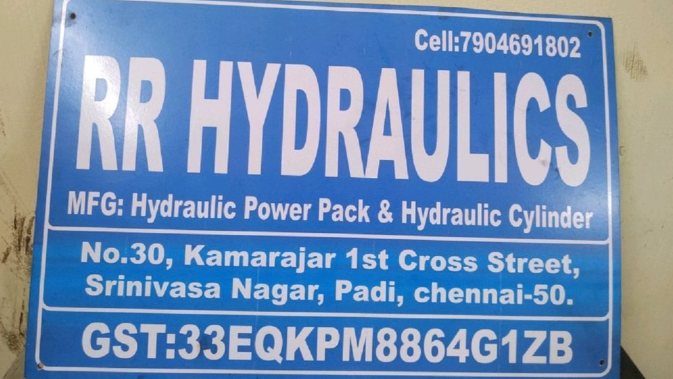 Cell:7904691802
RR HYDRAULICS
MFG: Hydraulic Power Pack & Hydraulic Cylinder
No.30, Kamarajar 1st Cross Street,
Srinivasa Nagar, Padi, chennai-50.
GST:33EQKPM8864G1ZB